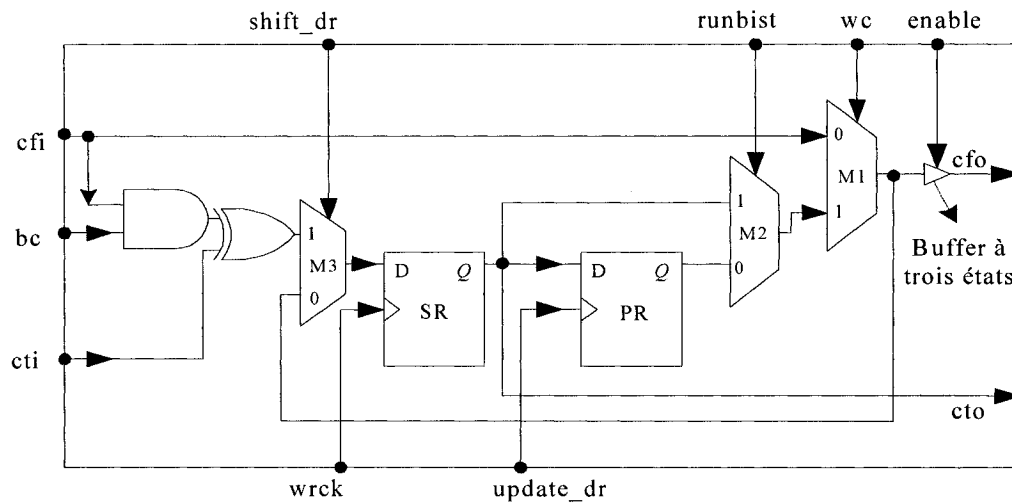 shift_dr
runbist
wc
enable
cfi
0
cfo
M1
1
1
bc
1
M2
M3
D
Q
D
Q
0
Buffer à
trois états
0
SR
PR
cti
cto
wrck
update_dr